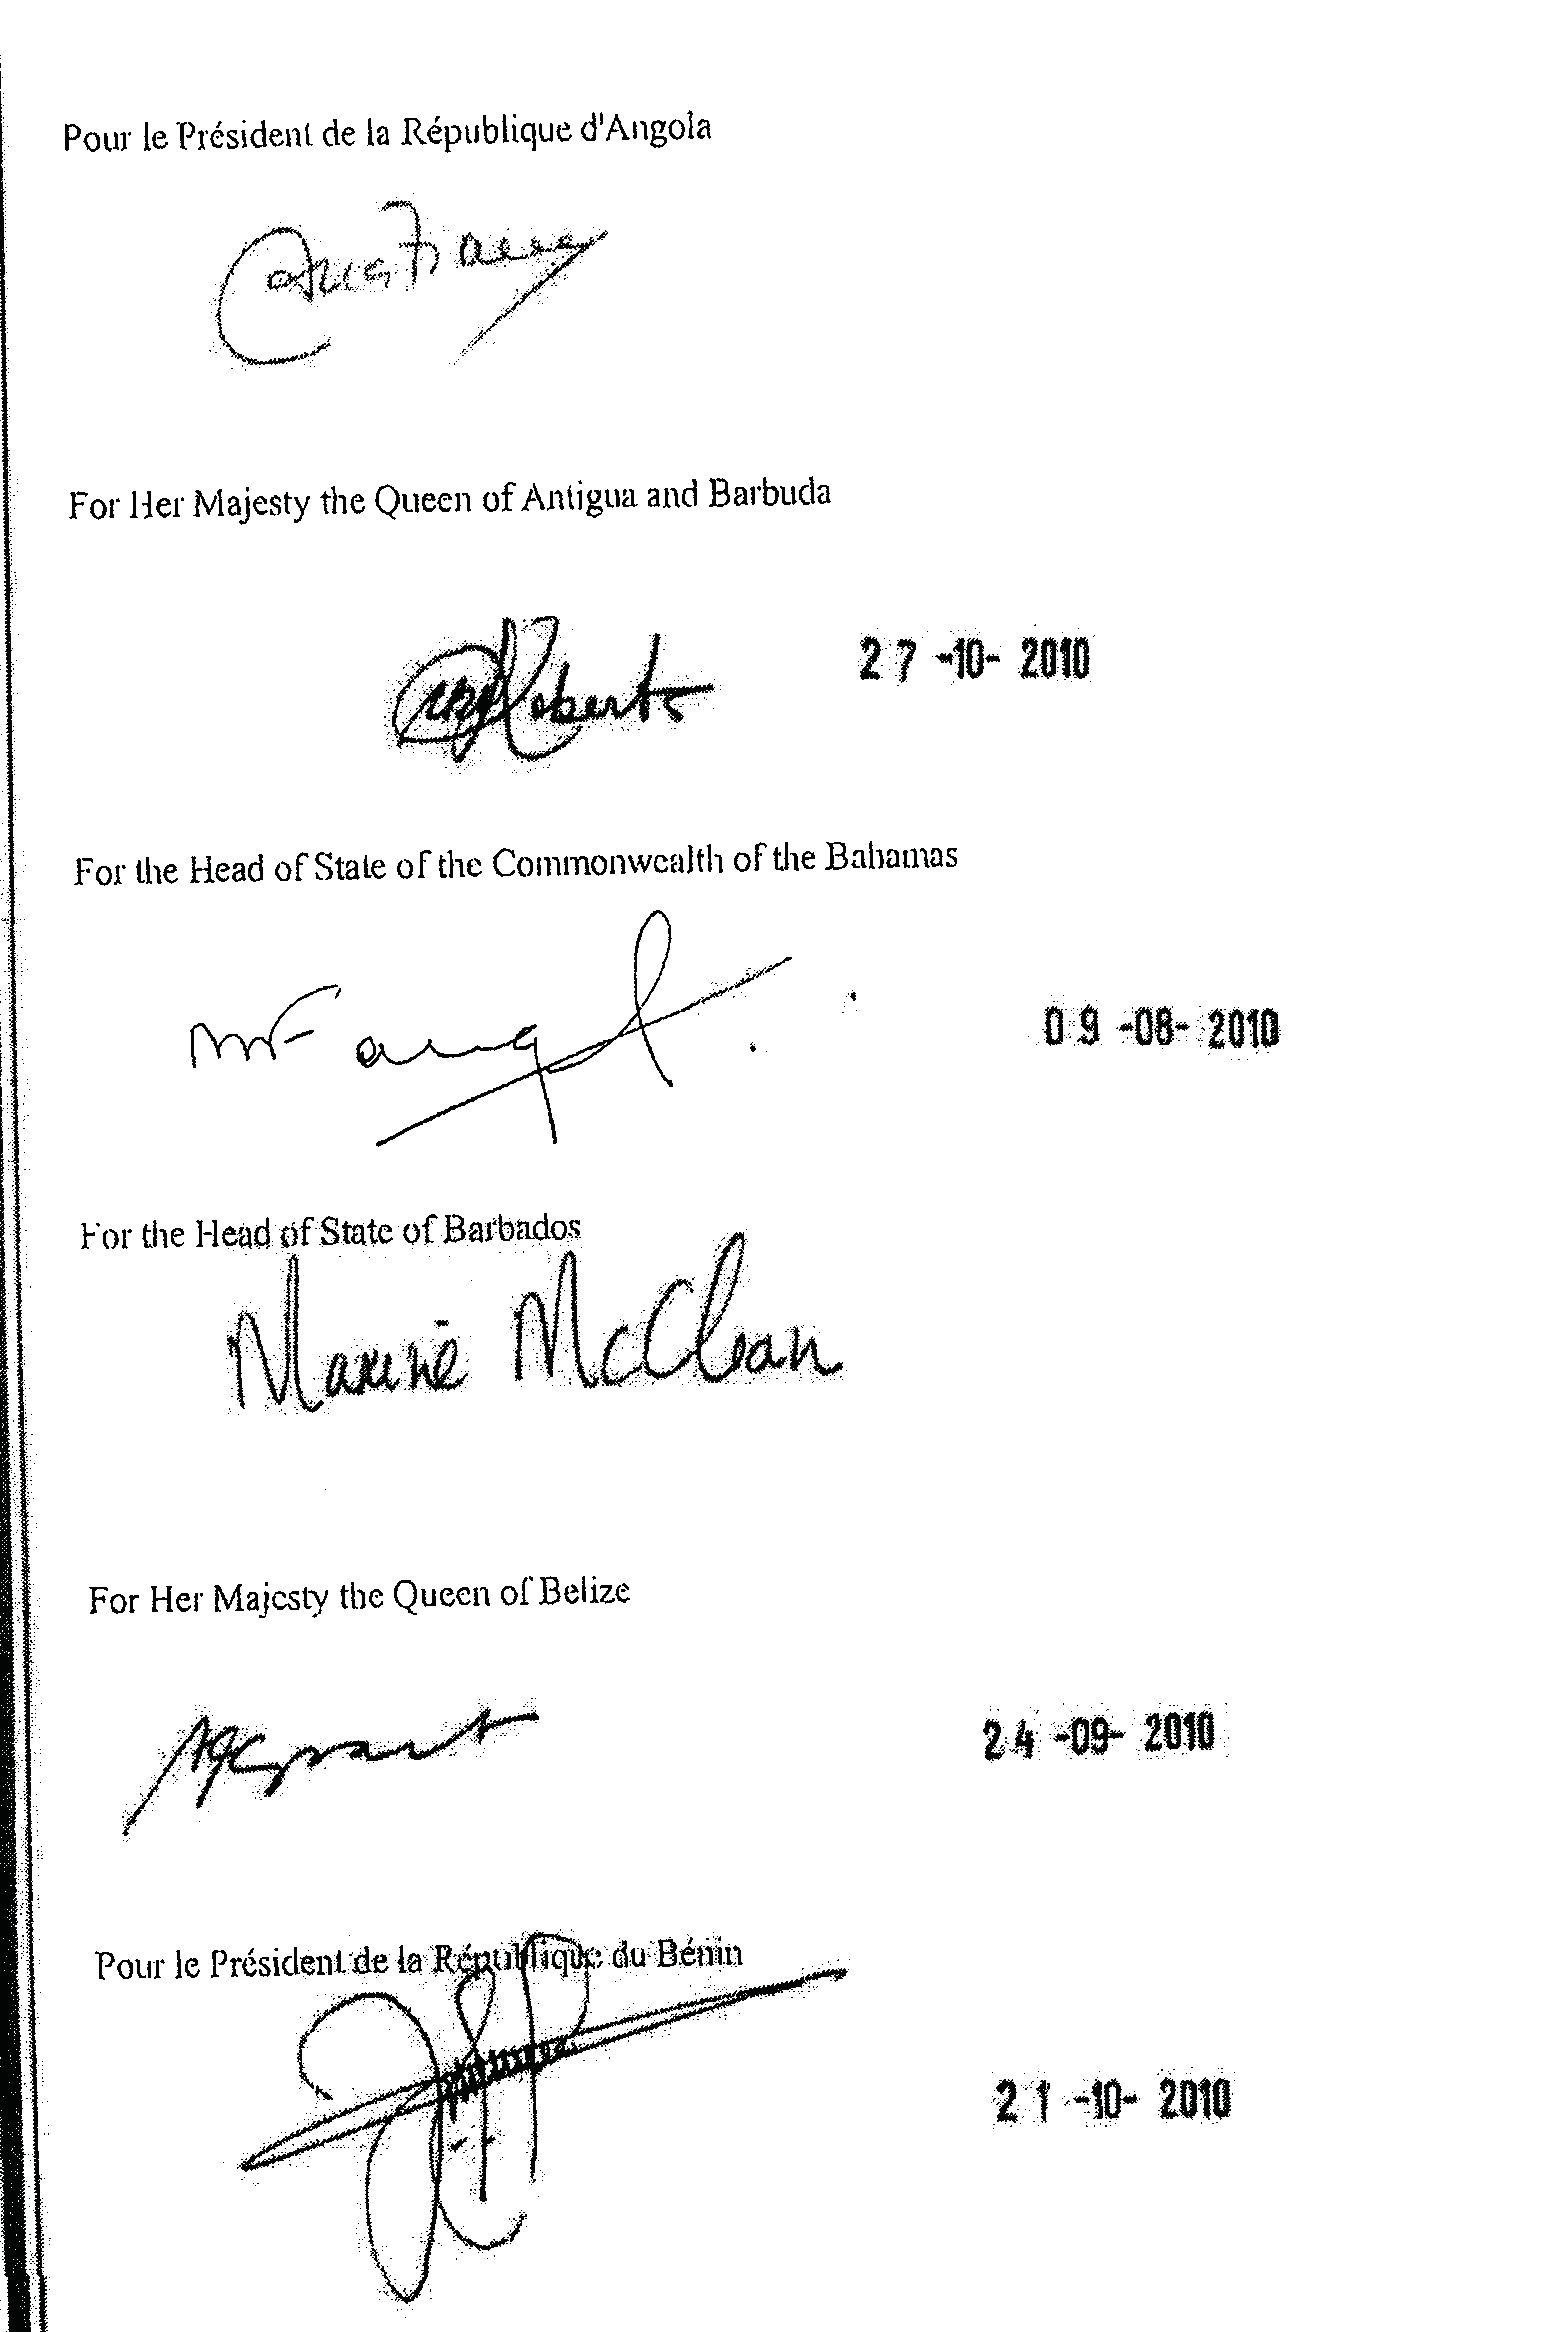 Pour le Président de la République d'Angola
For Her Majesty the Queen of Antigua and Barbuda
Roberts 27 -10- 2010
For the Head of State of the Commonwealth of the Bahamas
09 -08- 2010
For the Head of State of Barbados
Maxine McClean
For Her Majesty the Queen of Belize
24 -09- 2010
Pour le Président de la République du Bénin
21 -10- 2010